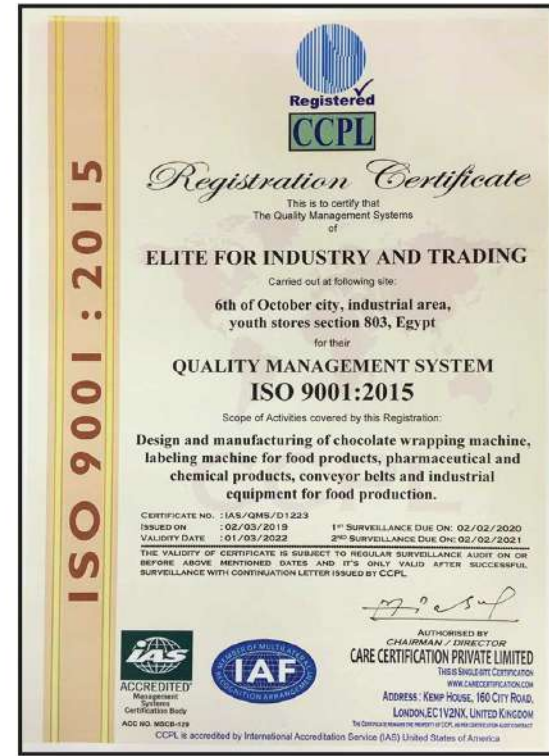 ISO 9001 : 2015
Registered
CCPL
Registration Certificate
This is to certify that
The Quality Management Systems
of
ELITE FOR INDUSTRY AND TRADING
Carried out at following site:
6th of October city, industrial area,
youth stores section 803, Egypt
for their
QUALITY MANAGEMENT SYSTEM
ISO 9001:2015
Scope of Activities covered by this Registration:
Design and manufacturing of chocolate wrapping machine,
labeling machine for food products, pharmaceutical and
chemical products, conveyor belts and industrial
equipment for food production.
CERTIFICATE NO. : IAS/QMS/D1223
ISSUED ON : 02/03/2019 1ST SURVEILLANCE DUE ON: 02/02/2020
VALIDITY DATE : 01/03/2022 2ND SURVEILLANCE DUE ON: 02/02/2021
THE VALIDITY OF CERTIFICATE IS SUBJECT TO REGULAR SURVEILLANCE AUDIT ON OR
BEFORE ABOVE MENTIONED DATES AND IT'S ONLY VALID AFTER SUCCESSFUL
SURVEILLANCE WITH CONTINUATION LETTER ISSUED BY CCPL
AUTHORISED BY
CHAIRMAN / DIRECTOR
CARE CERTIFICATION PRIVATE LIMITED
THIS IS SINGLE SITE CERTIFICATION
WWW.CARECERTIFICATION.COM
ADDRESS : KEMP HOUSE, 160 CITY ROAD,
LONDON, EC1V2NX, UNITED KINGDOM
ias
ACCREDITED
Management
Systems
Certification Body
ACC NO. MSCB-129
MEMBER OF MULTILATERAL
IAF
RECOGNITION ARRANGEMENT
CCPL is accredited by International Accreditation Service (IAS) United States of America